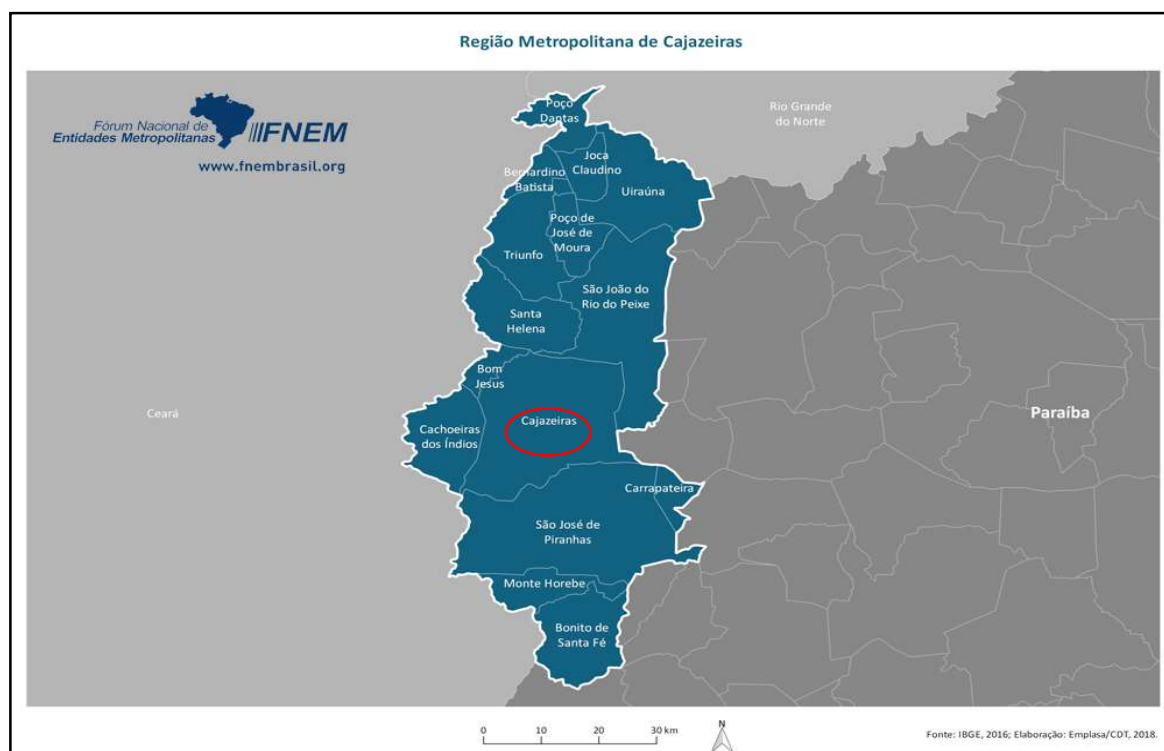 Região Metropolitana de Cajazeiras
Fórum Nacional de
Entidades Metropolitanas
FNEM
www.fnembrasil.org
Rio Grande
do Norte
Poço
Dantas
Joca
Claudino
Bernardino
Batista
Uiraúna
Poço de
José de
Moura
Triunfo
São João do
Rio do Peixe
Santa
Helena
Bom
Jesus
Ceará
Cajazeiras
Paraíba
Cachoeiras
dos Índios
Carrapateira
São José de
Piranhas
Monte Horebe
Bonito de
Santa Fé
0 10 20 30 km
N
Fonte: IBGE, 2016; Elaboração: Emplasa/CDT, 2018.